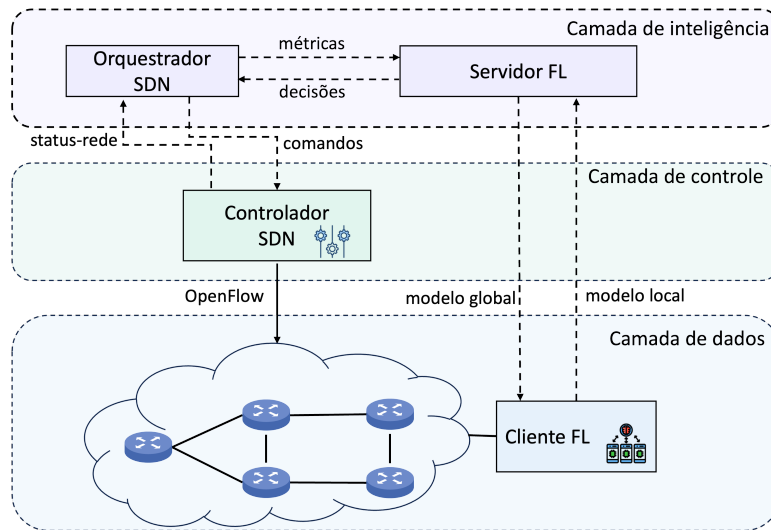 Camada de inteligência
Orquestrador
SDN
métricas
decisões
Servidor FL
status-rede
comandos
Camada de controle
Controlador
SDN
OpenFlow
modelo global
modelo local
Camada de dados
Cliente FL